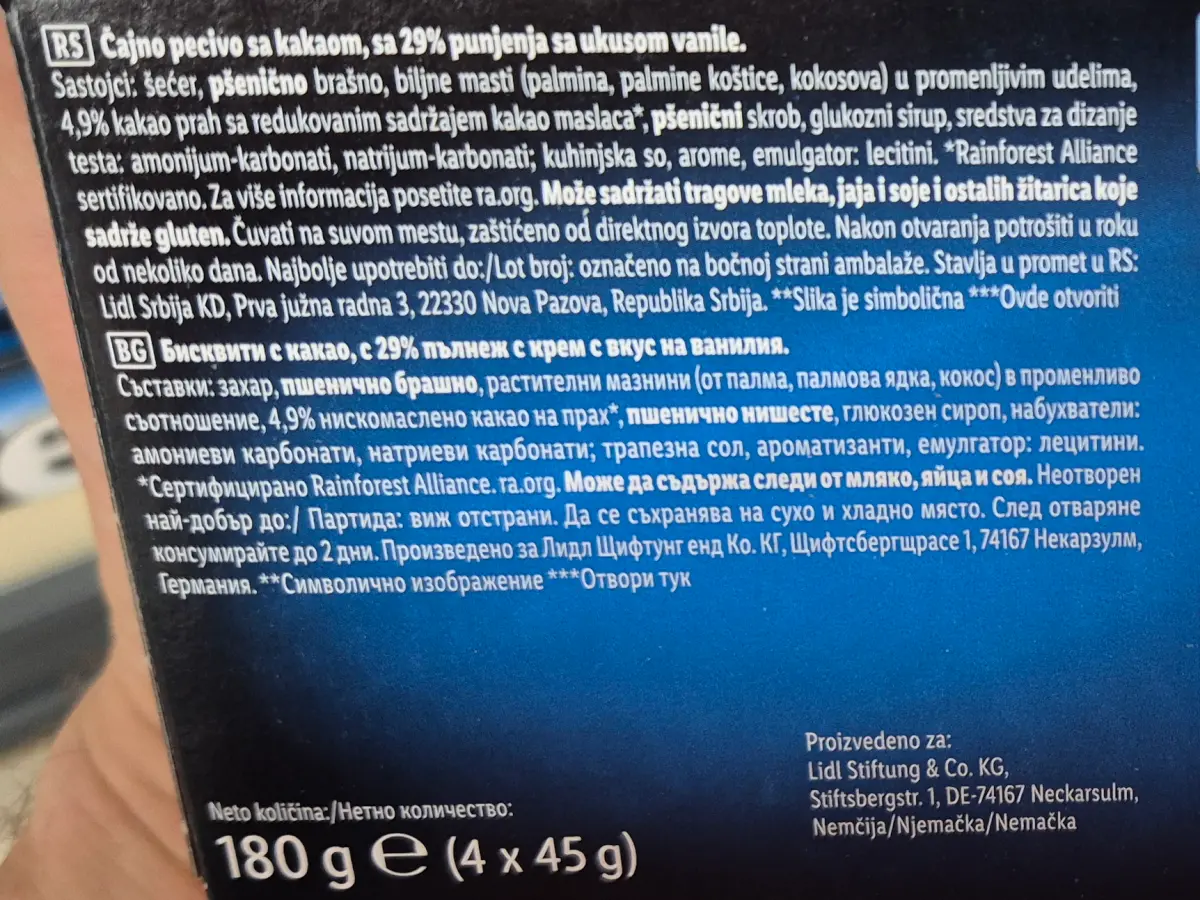 RS Čajno pecivo sa kakaom, sa 29% punjenja sa ukusom vanile.
Sastojci: šećer, pšenično brašno, biljne masti (palmina, palmine koštice, kokosova) u promenljivim udelima,
4,9% kakao prah sa redukovanim sadržajem kakao maslaca*, pšenični skrob, glukozni sirup, sredstva za dizanje
testa: amonijum-karbonati, natrijum-karbonati; kuhinjska so, arome, emulgator: lecitini. *Rainforest Alliance
sertifikovano. Za više informacija posetite ra.org. Može sadržati tragove mleka, jaja i soje i ostalih žitarica koje
sadrže gluten. Čuvati na suvom mestu, zaštićeno od direktnog izvora toplote. Nakon otvaranja potrošiti u roku
od nekoliko dana. Najbolje upotrebiti do:/Lot broj: označeno na bočnoj strani ambalaže. Stavlja u promet u RS:
Lidl Srbija KD, Prva južna radna 3, 22330 Nova Pazova, Republika Srbija. **Slika je simbolična ***Ovde otvoriti
BG Бисквити с какао, с 29% пълнеж с крем с вкус на ванилия.
Съставки: захар, пшенично брашно, растителни мазнини (от палма, палмова ядка, кокос) в променливо
съотношение, 4,9% нискомаслено какао на прах*, пшенично нишесте, глюкозен сироп, набухватели:
амониеви карбонати, натриеви карбонати; трапезна сол, ароматизанти, емулгатор: лецитини.
*Сертифицирано Rainforest Alliance. ra.org. Може да съдържа следи от мляко, яйца и соя. Неотворен
най-добър до:/ Партида: виж отстрани. Да се съхранява на сухо и хладно място. След отваряне
консумирайте до 2 дни. Произведено за Лидл Щифтунг енд Ко. КГ, Щифтсбергщрасе 1, 74167 Некарзулм,
Германия. **Символично изображение ***Отвори тук
Proizvedeno za:
Lidl Stiftung & Co. KG,
Stiftsbergstr. 1, DE-74167 Neckarsulm,
Nemčija/Njemačka/Nemačka
Neto količina:/Нетно количество:
180 g e (4 x 45 g)